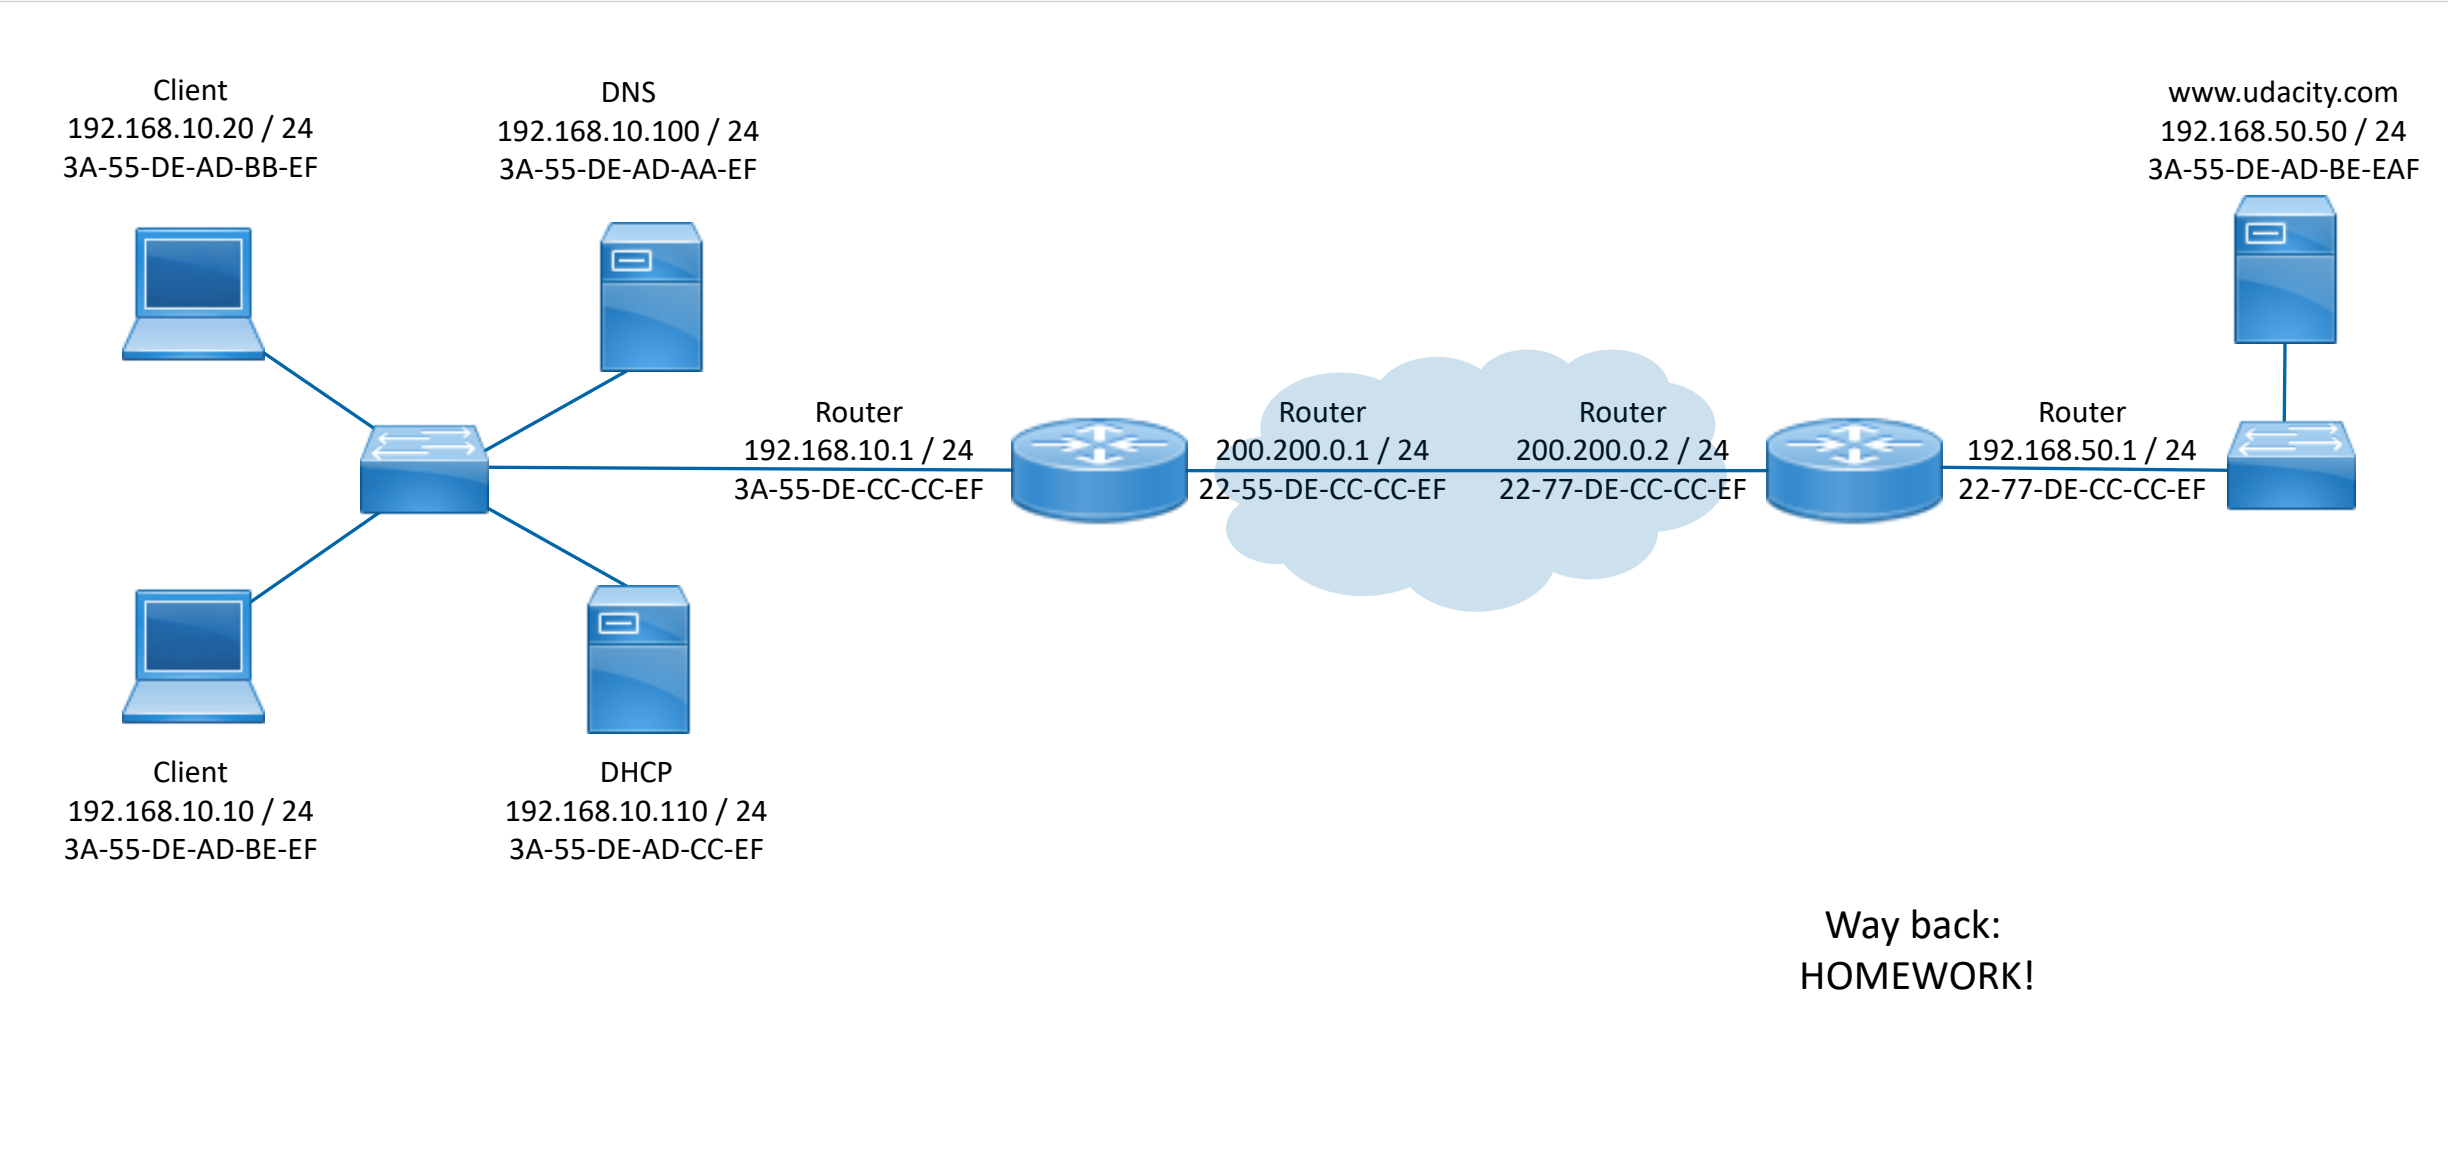 Client
192.168.10.20 / 24
3A-55-DE-AD-BB-EF
DNS
192.168.10.100 / 24
3A-55-DE-AD-AA-EF
www.udacity.com
192.168.50.50 / 24
3A-55-DE-AD-BE-EAF
Router
192.168.10.1 / 24
3A-55-DE-CC-CC-EF
Router
200.200.0.1 / 24
22-55-DE-CC-CC-EF
Router
200.200.0.2 / 24
22-77-DE-CC-CC-EF
Router
192.168.50.1 / 24
22-77-DE-CC-CC-EF
Client
192.168.10.10 / 24
3A-55-DE-AD-BE-EF
DHCP
192.168.10.110 / 24
3A-55-DE-AD-CC-EF
Way back:
HOMEWORK!